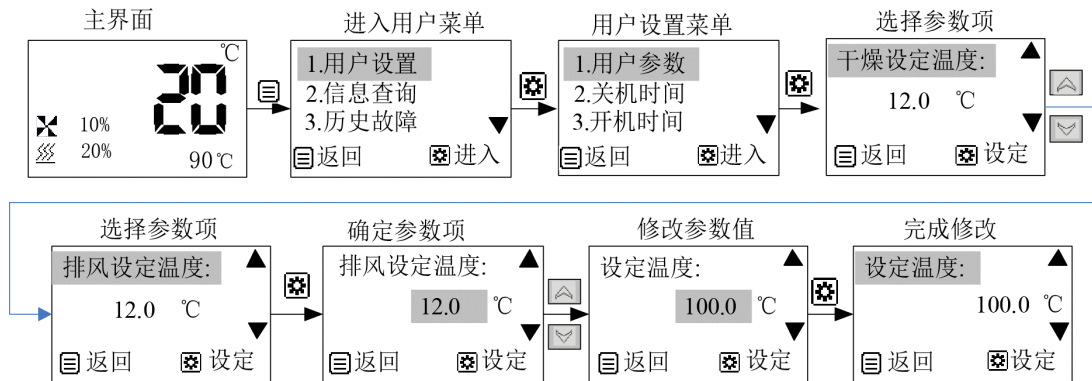 主界面
℃
20
10%
20%
90℃
进入用户菜单
1.用户设置
2.信息查询
3.历史故障
返回 进入
用户设置菜单
1.用户参数
2.关机时间
3.开机时间
返回 进入
选择参数项
干燥设定温度:
12.0 ℃
返回 设定
选择参数项
排风设定温度:
12.0 ℃
返回 设定
确定参数项
排风设定温度:
12.0 ℃
返回 设定
修改参数值
设定温度:
100.0 ℃
返回 设定
完成修改
设定温度:
100.0 ℃
返回 设定